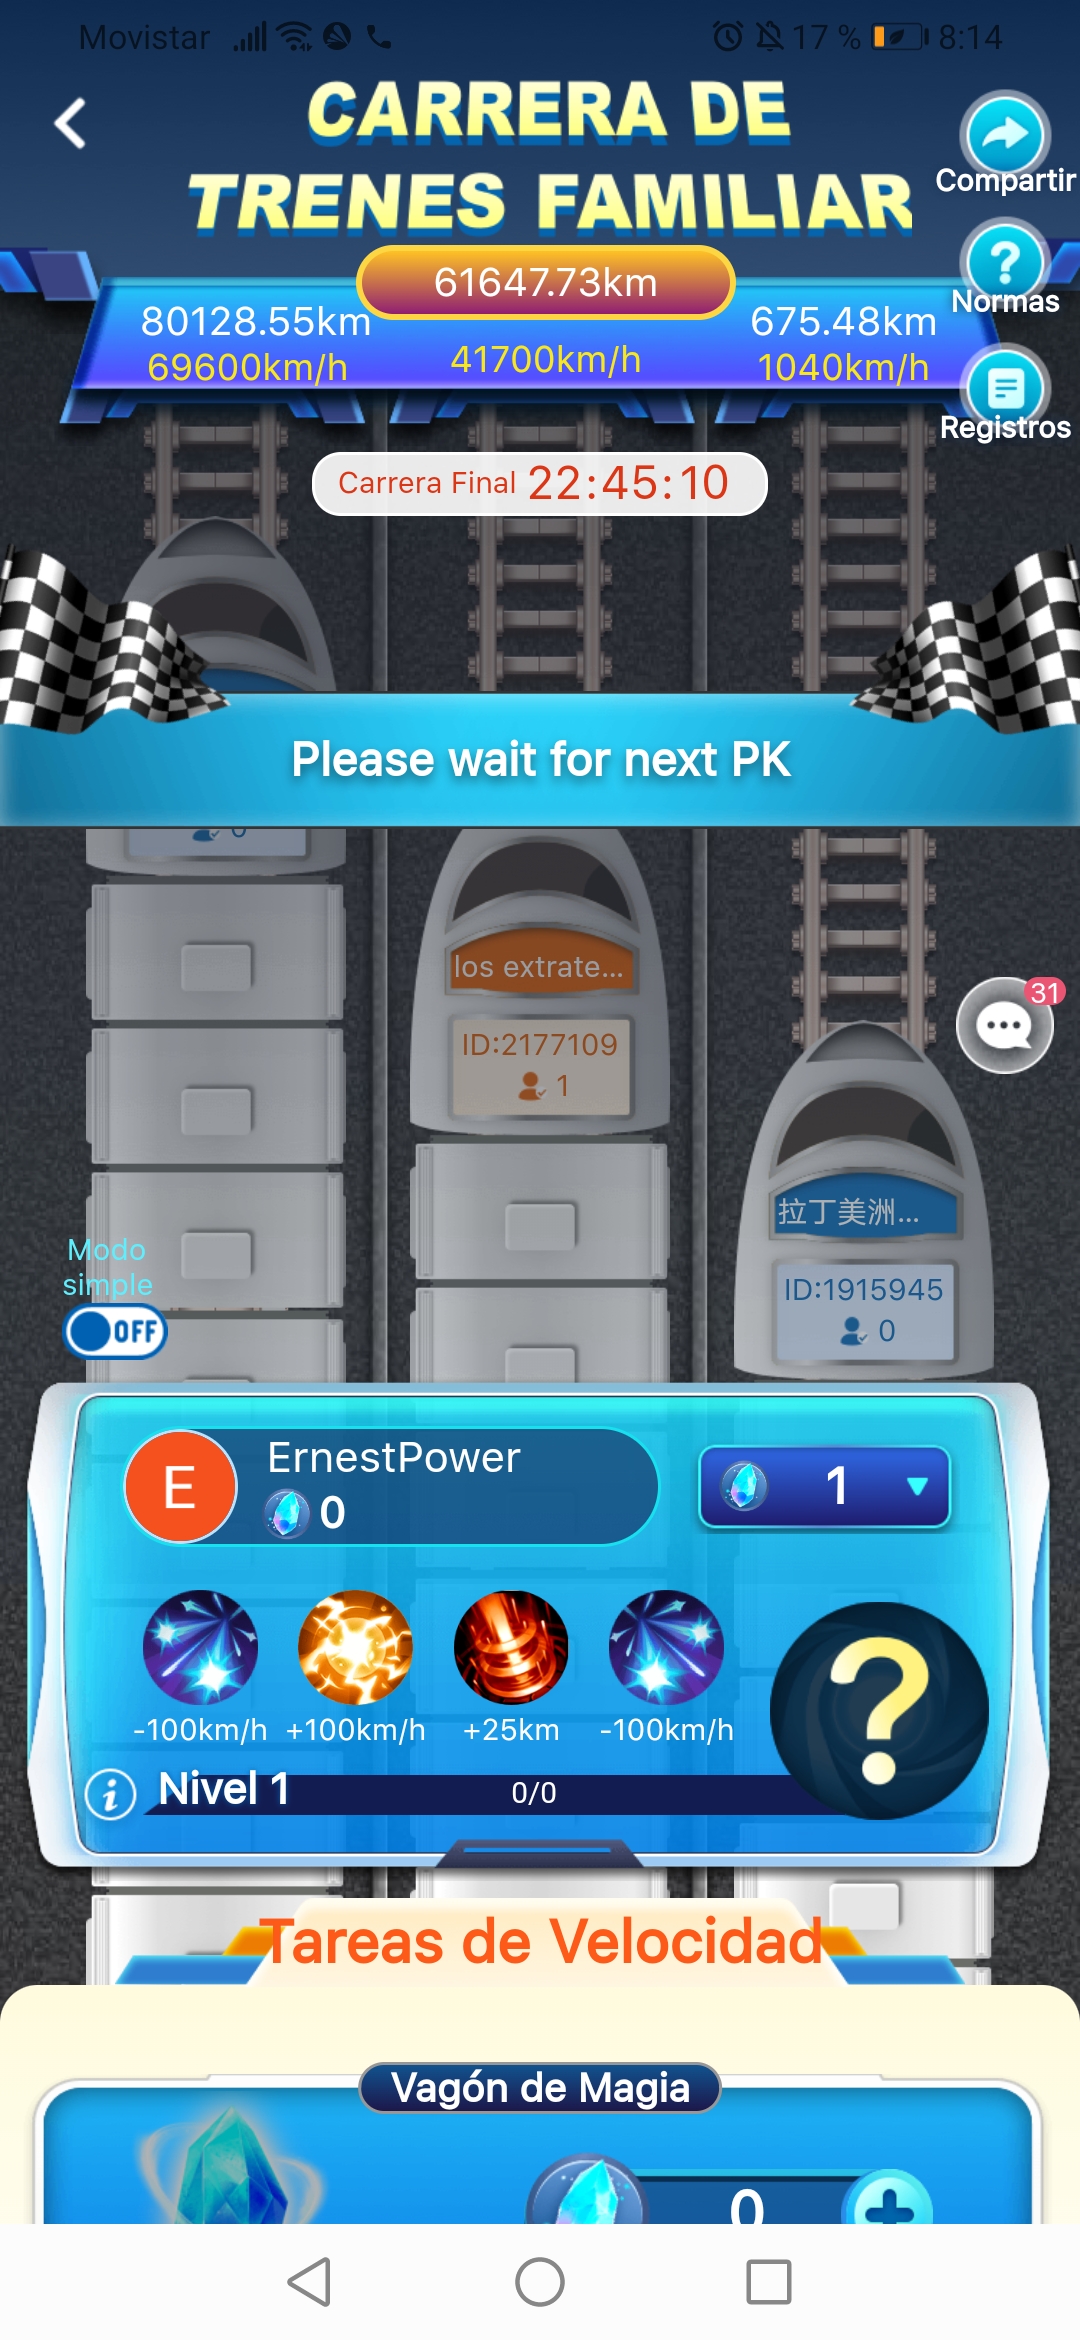 Movistar 17 % 8:14
CARRERA DE
TRENES FAMILIAR
Compartir
Normas
Registros
61647.73km
80128.55km
675.48km
69600km/h
41700km/h
1040km/h
Carrera Final 22:45:10
Please wait for next PK
0
los extrate...
ID:2177109
1
31
拉丁美洲...
ID:1915945
0
Modo
simple
OFF
E
ErnestPower
0
1
-100km/h +100km/h +25km -100km/h
?
i Nivel 1 0/0
Tareas de Velocidad
Vagón de Magia
0